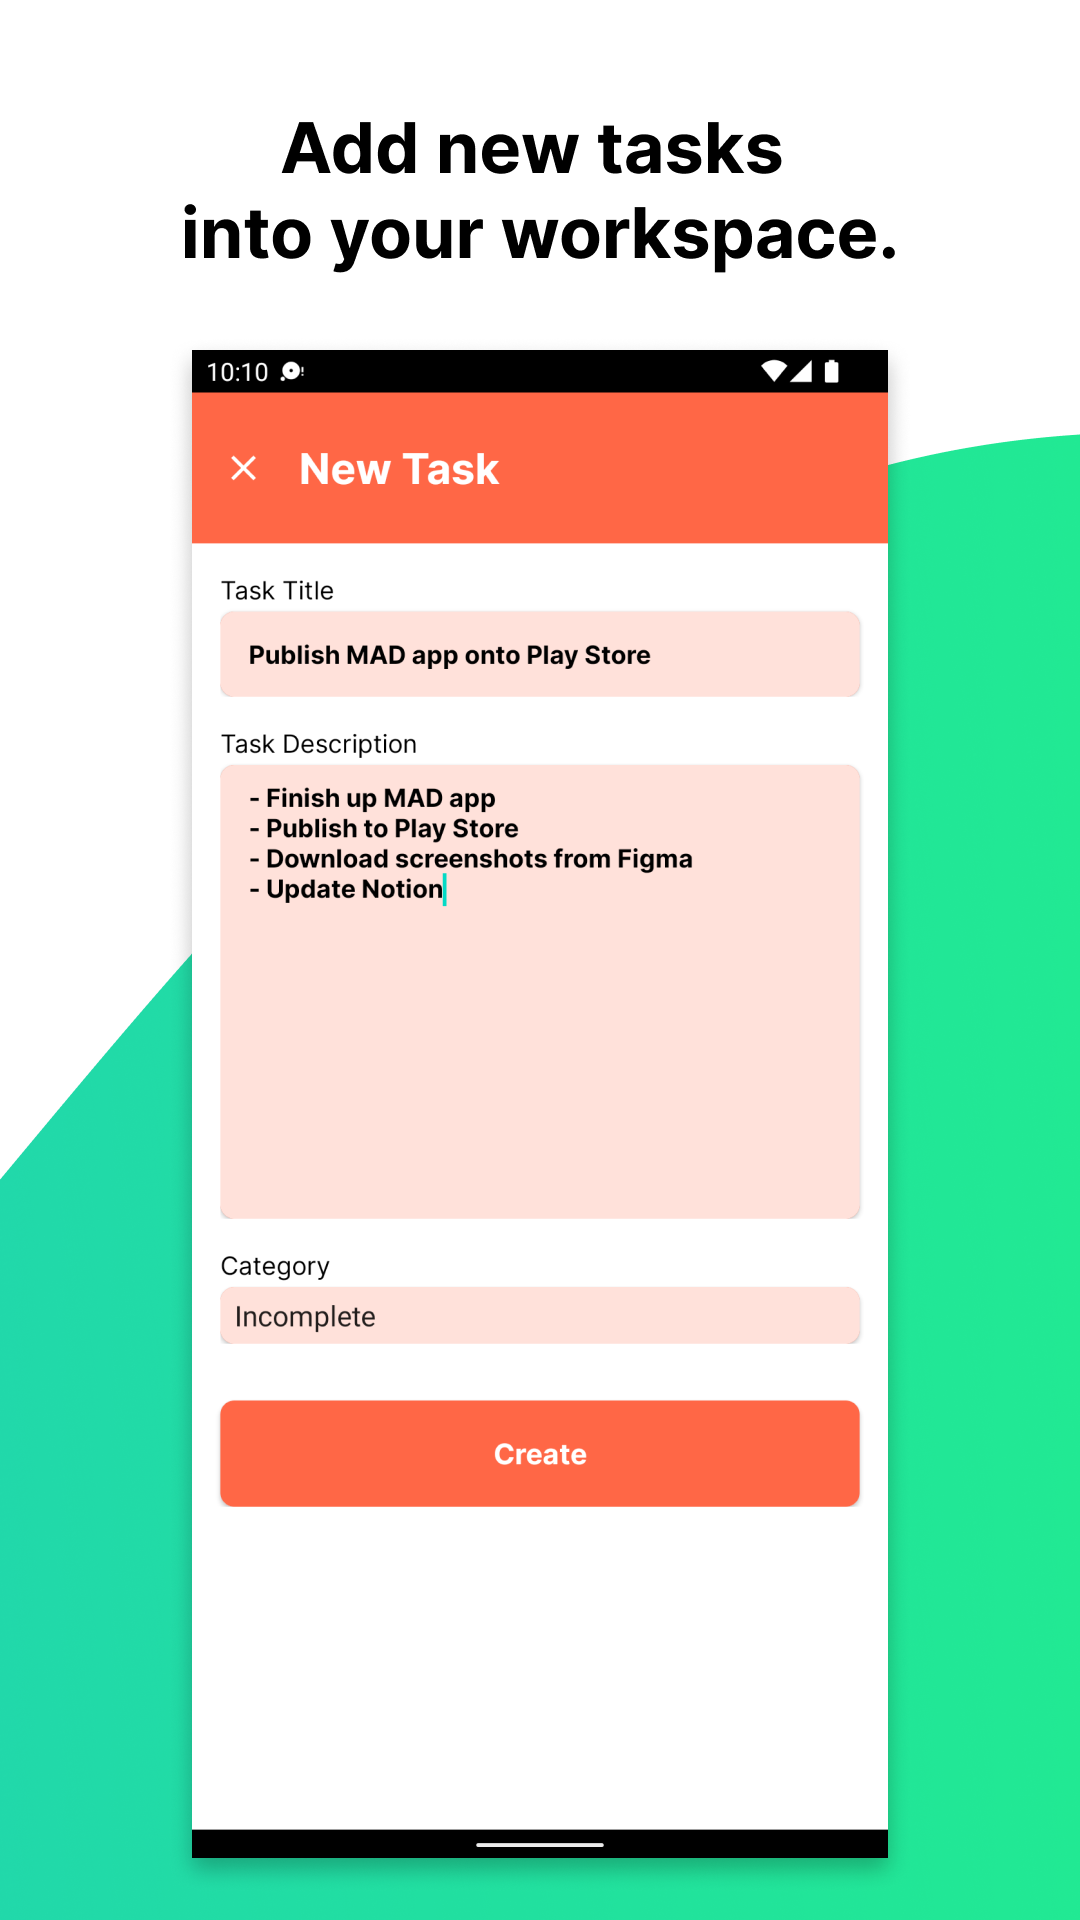 Add new tasks
into your workspace.
10:10
New Task
Task Title
Publish MAD app onto Play Store
Task Description
- Finish up MAD app
- Publish to Play Store
- Download screenshots from Figma
- Update Notion
Category
Incomplete
Create